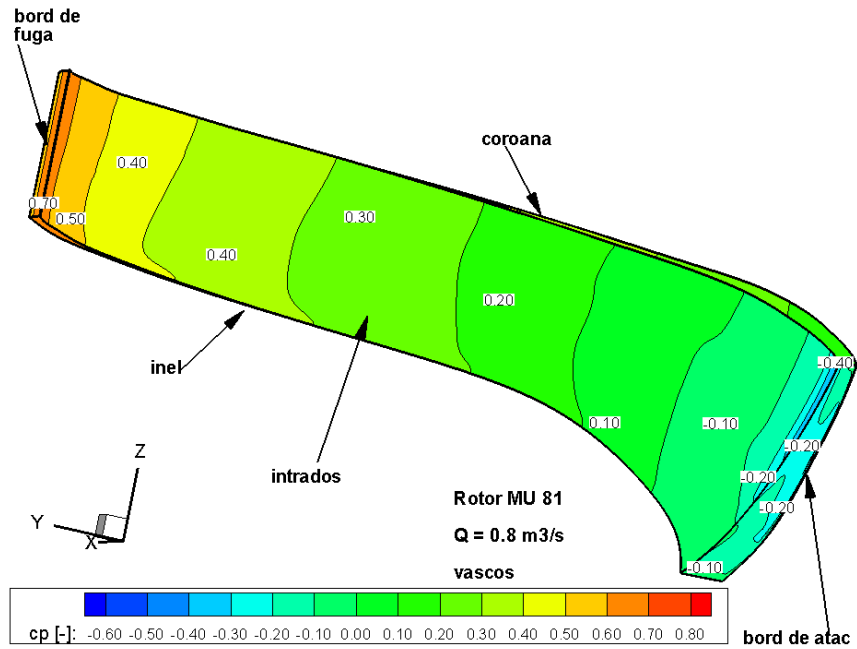 bord de
fuga
coroana
0.40
0.30
0.70
0.50
0.40
0.20
-0.40
inel
0.10
-0.10
-0.20
-0.20
-0.20
-0.10
intrados
Z
Y
X
Rotor MU 81
Q = 0.8 m3/s
vascos
cp [-]: -0.60 -0.50 -0.40 -0.30 -0.20 -0.10 0.00 0.10 0.20 0.30 0.40 0.50 0.60 0.70 0.80
bord de atac